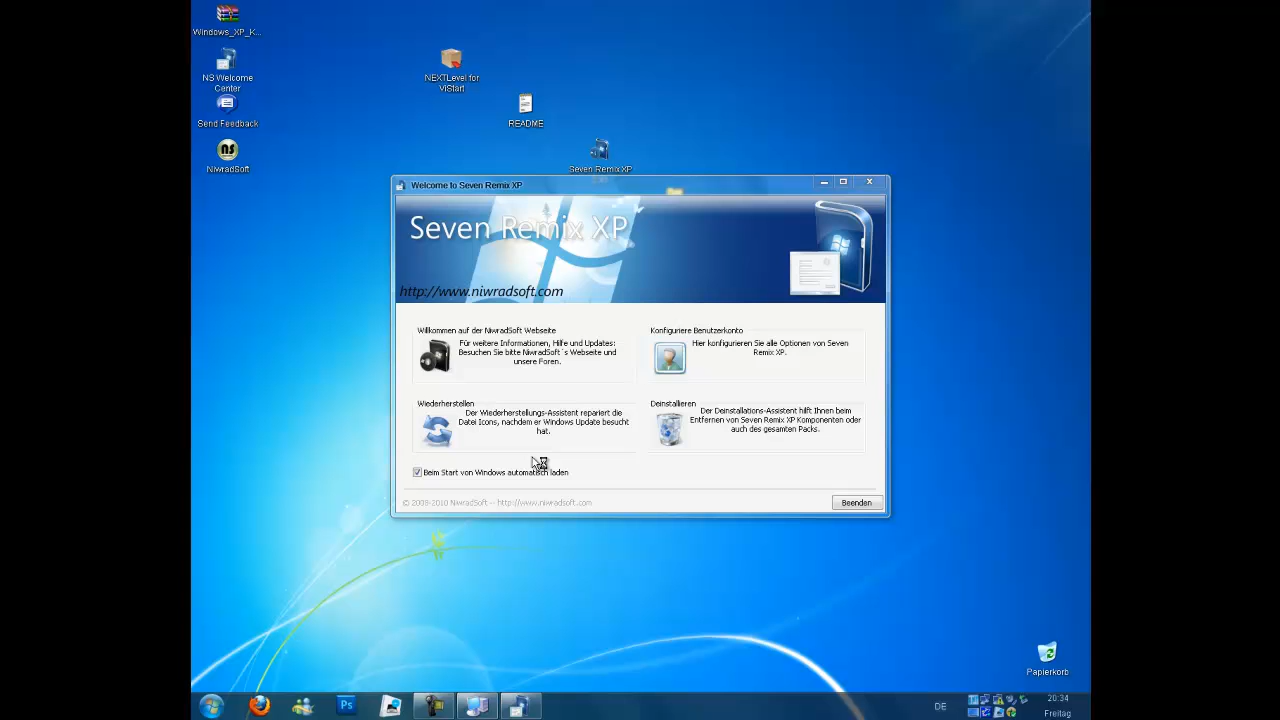 Windows_XP_K...
NS Welcome
Center
Send Feedback
ns
NiwradSoft
NEXTLevel for
ViStart
README
Seven Remix XP
Welcome to Seven Remix XP
Seven Remix XP
http://www.niwradsoft.com
Willkommen auf der NiwradSoft Webseite
Für weitere Informationen, Hilfe und Updates:
Besuchen Sie bitte NiwradSoft´s Webseite und
unsere Foren.
Konfiguriere Benutzerkonto
Hier konfigurieren Sie alle Optionen von Seven
Remix XP.
Wiederherstellen
Der Wiederherstellungs-Assistent repariert die
Datei Icons, nachdem er Windows Update besucht
hat.
Deinstallieren
Der Deinstallations-Assistent hilft Ihnen beim
Entfernen von Seven Remix XP Komponenten oder
auch des gesamten Packs.
Beim Start von Windows automatisch laden
© 2009-2010 NiwradSoft -- http://www.niwradsoft.com
Beenden
Papierkorb
Ps
DE
20:34
Freitag